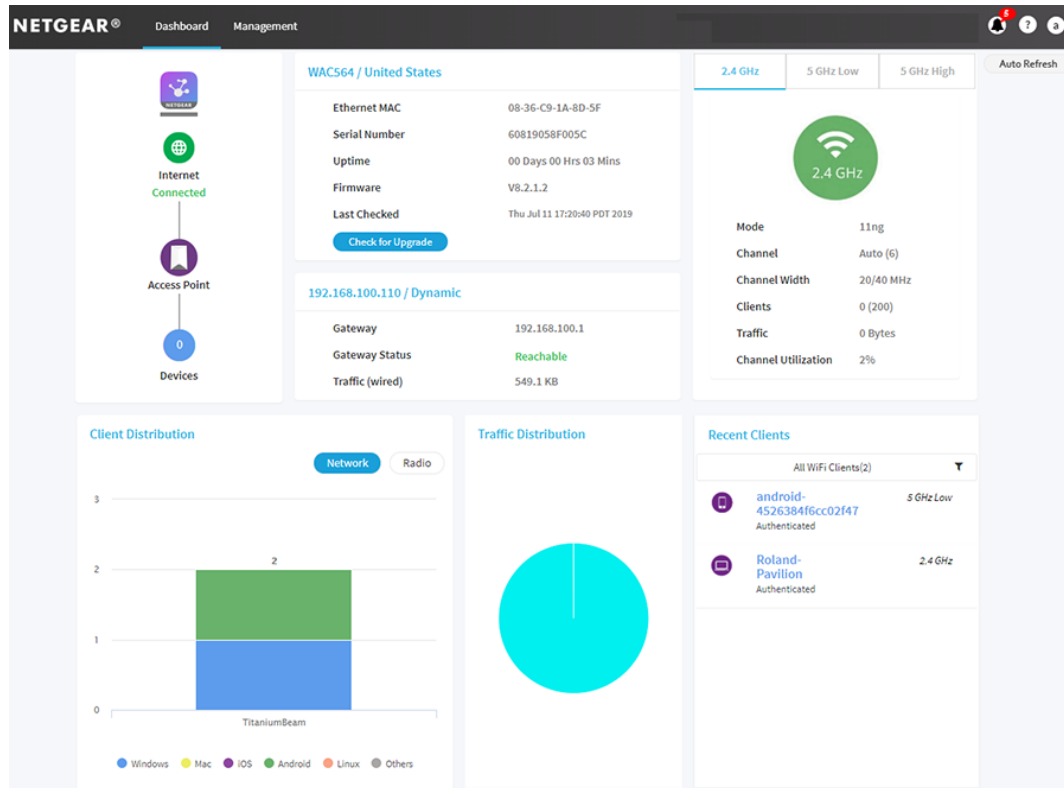 NETGEAR®
Dashboard
Management
5
?
a
Auto Refresh
NETGEAR
Internet
Connected
Access Point
0
Devices
WAC564 / United States
Ethernet MAC 08-36-C9-1A-8D-5F
Serial Number 60819058F005C
Uptime 00 Days 00 Hrs 03 Mins
Firmware V8.2.1.2
Last Checked Thu Jul 11 17:20:40 PDT 2019
Check for Upgrade
192.168.100.110 / Dynamic
Gateway 192.168.100.1
Gateway Status Reachable
Traffic (wired) 549.1 KB
2.4 GHz
5 GHz Low
5 GHz High
2.4 GHz
Mode 11ng
Channel Auto (6)
Channel Width 20/40 MHz
Clients 0 (200)
Traffic 0 Bytes
Channel Utilization 2%
Client Distribution
Network
Radio
3
2
2
1
0
TitaniumBeam
Windows
Mac
IOS
Android
Linux
Others
Traffic Distribution
Recent Clients
All WiFi Clients(2)
android- 5 GHz Low
4526384f6cc02f47
Authenticated
Roland- 2.4 GHz
Pavilion
Authenticated